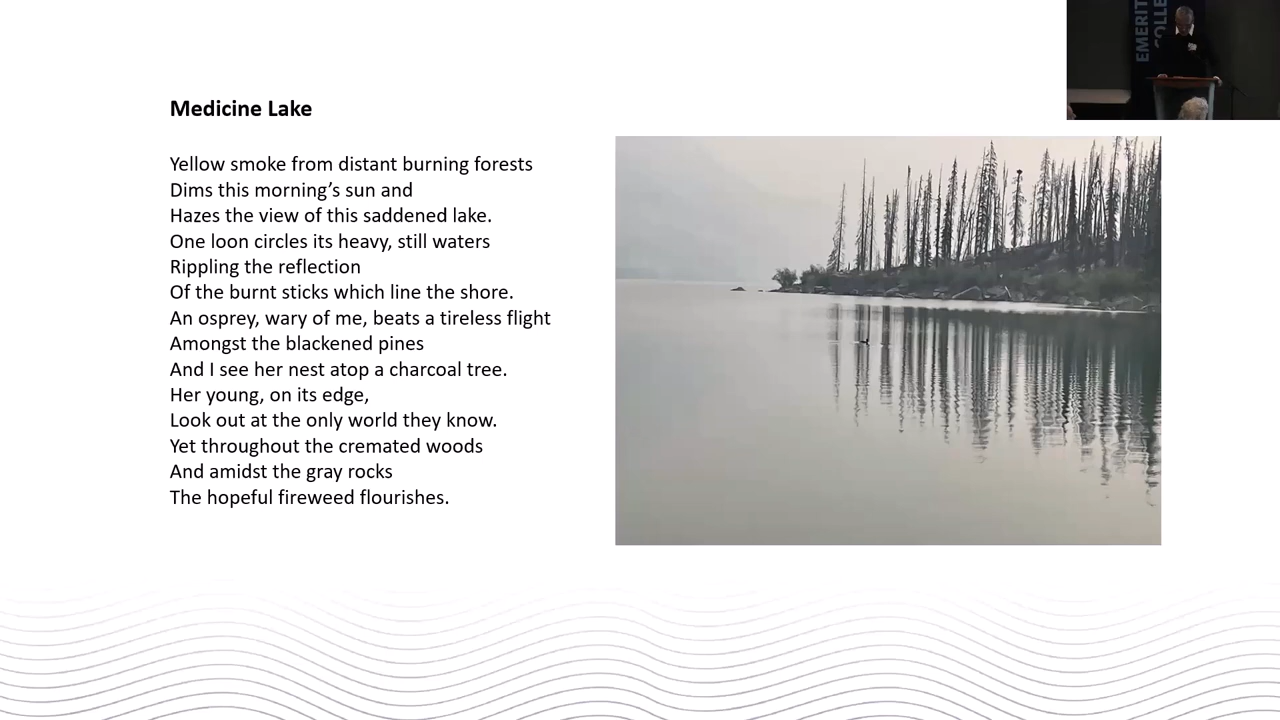 Medicine Lake
Yellow smoke from distant burning forests
Dims this morning’s sun and
Hazes the view of this saddened lake.
One loon circles its heavy, still waters
Rippling the reflection
Of the burnt sticks which line the shore.
An osprey, wary of me, beats a tireless flight
Amongst the blackened pines
And I see her nest atop a charcoal tree.
Her young, on its edge,
Look out at the only world they know.
Yet throughout the cremated woods
And amidst the gray rocks
The hopeful fireweed flourishes.
EMERIT
COLLE